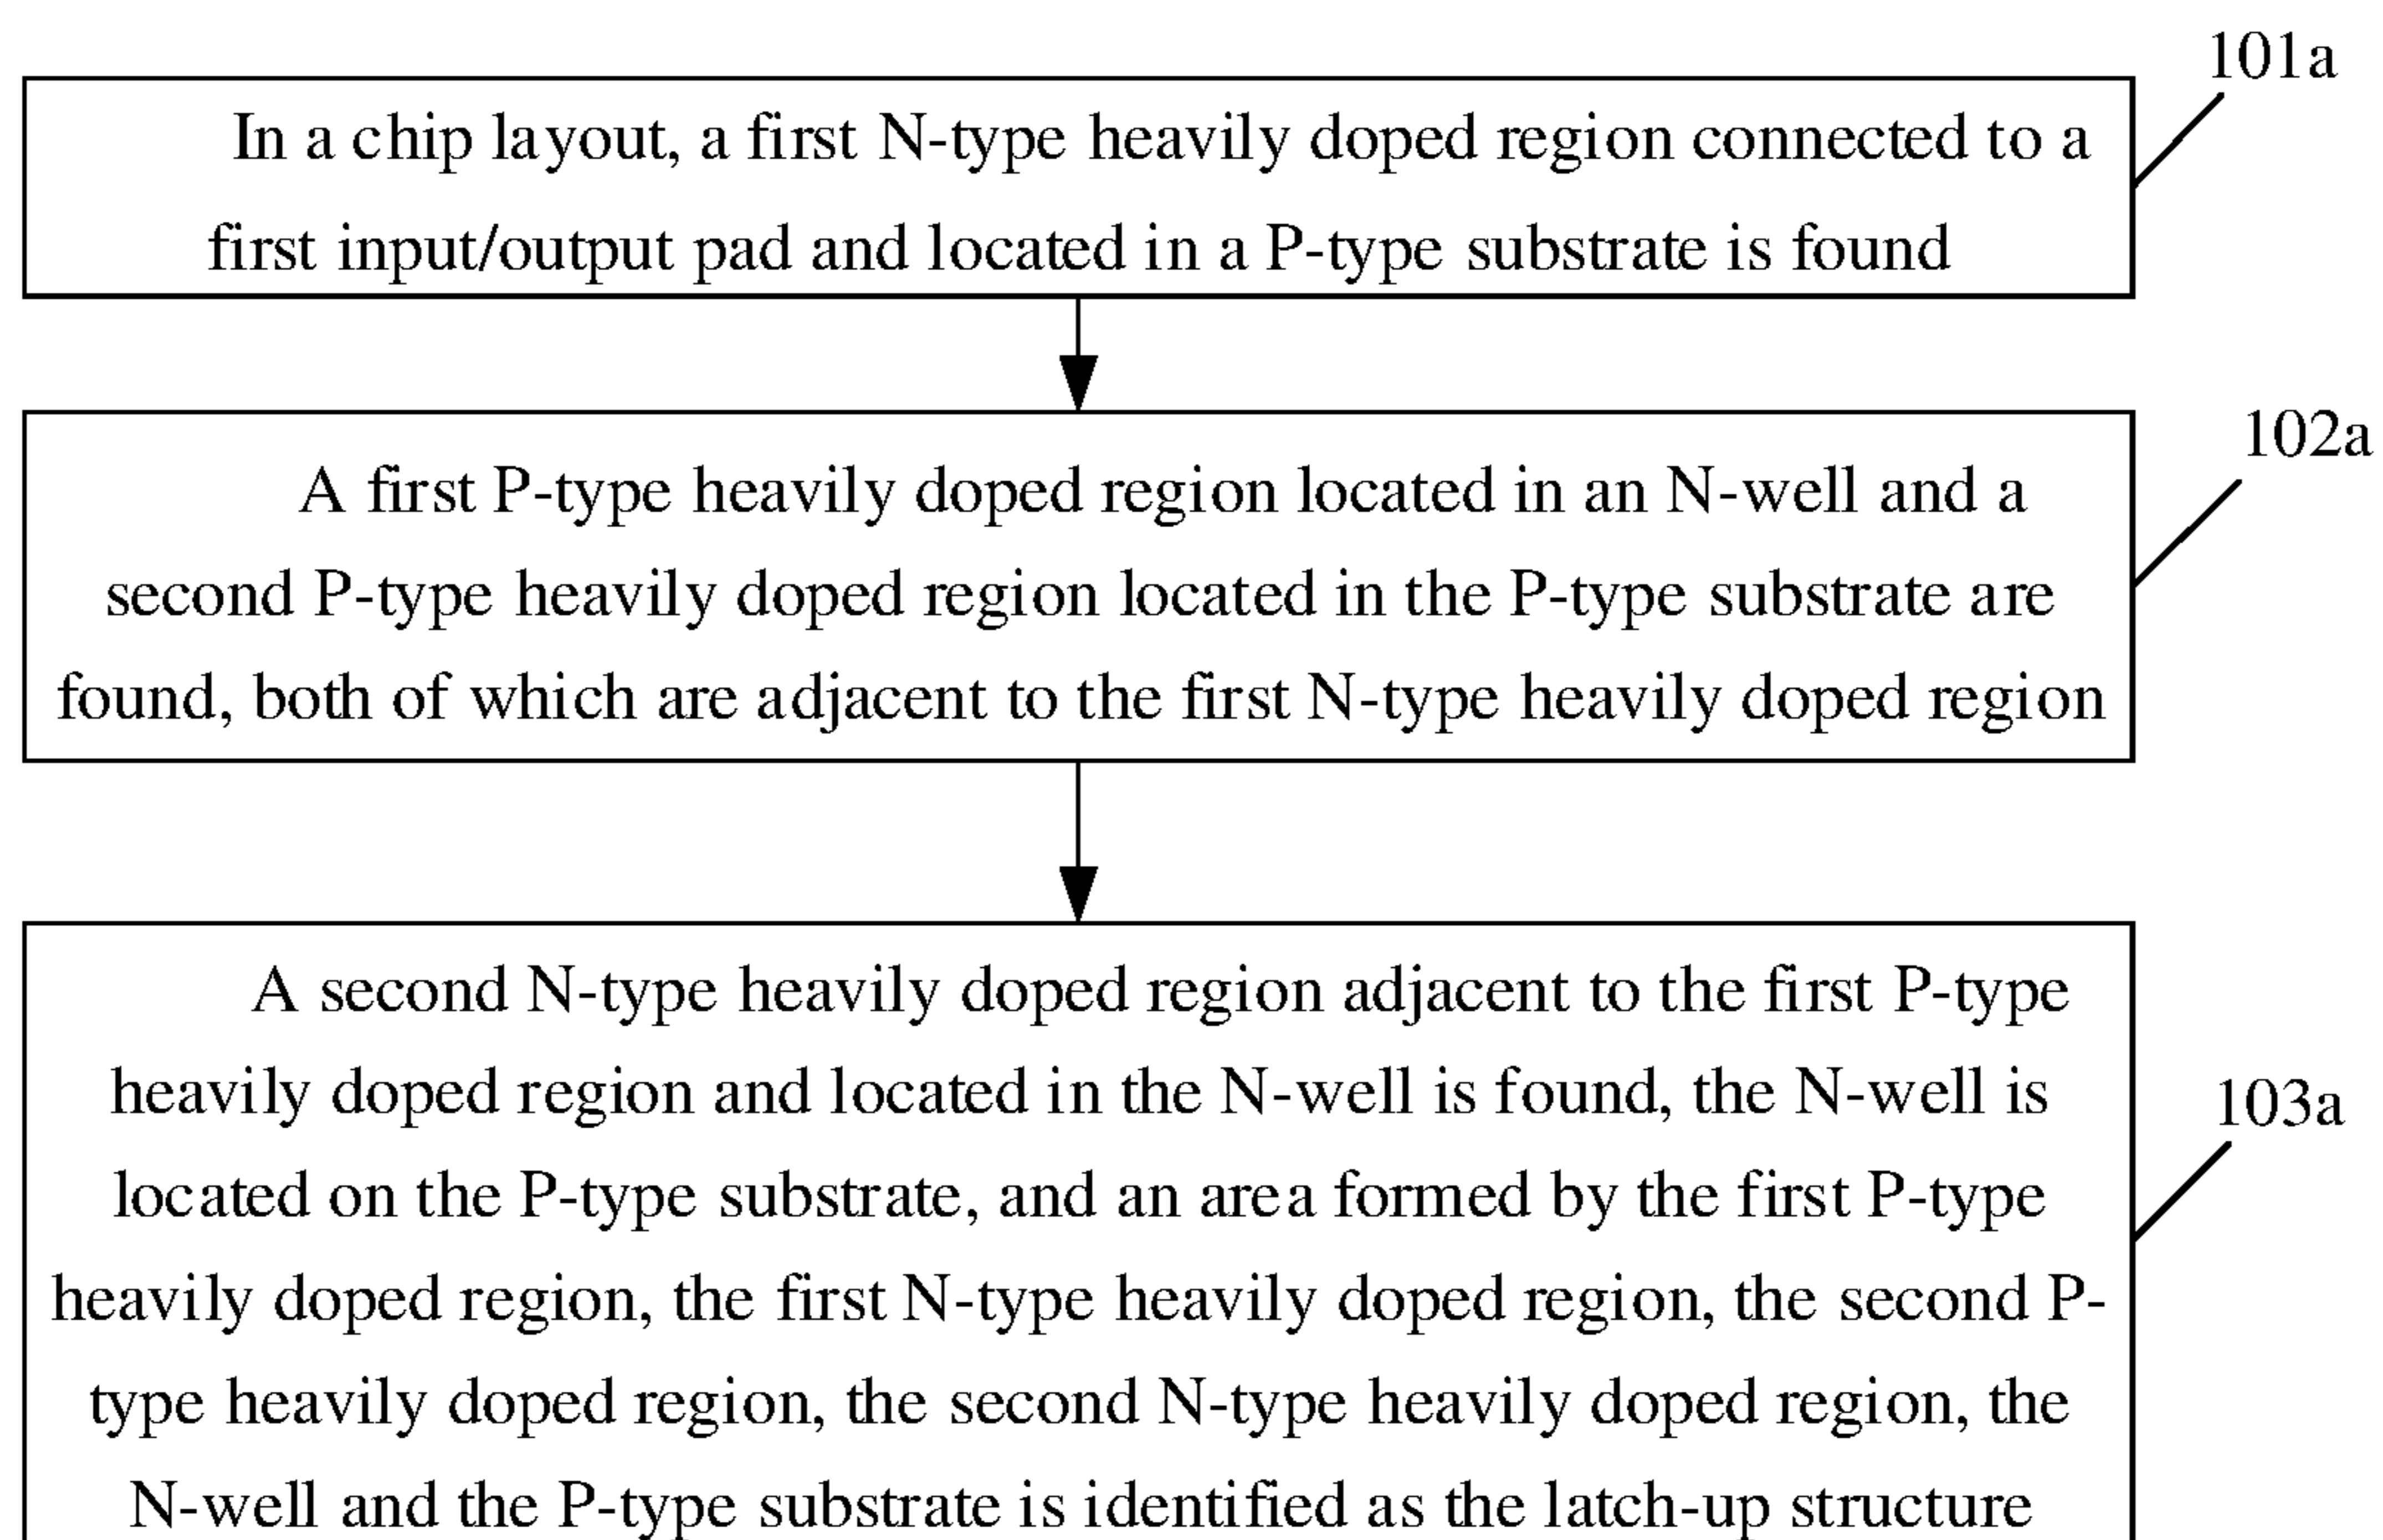 101a
In a chip layout, a first N-type heavily doped region connected to a
first input/output pad and located in a P-type substrate is found
102a
A first P-type heavily doped region located in an N-well and a
second P-type heavily doped region located in the P-type substrate are
found, both of which are adjacent to the first N-type heavily doped region
A second N-type heavily doped region adjacent to the first P-type
heavily doped region and located in the N-well is found, the N-well is
103a
located on the P-type substrate, and an area formed by the first P-type
heavily doped region, the first N-type heavily doped region, the second P-
type heavily doped region, the second N-type heavily doped region, the
N-well and the P-type substrate is identified as the latch-up structure